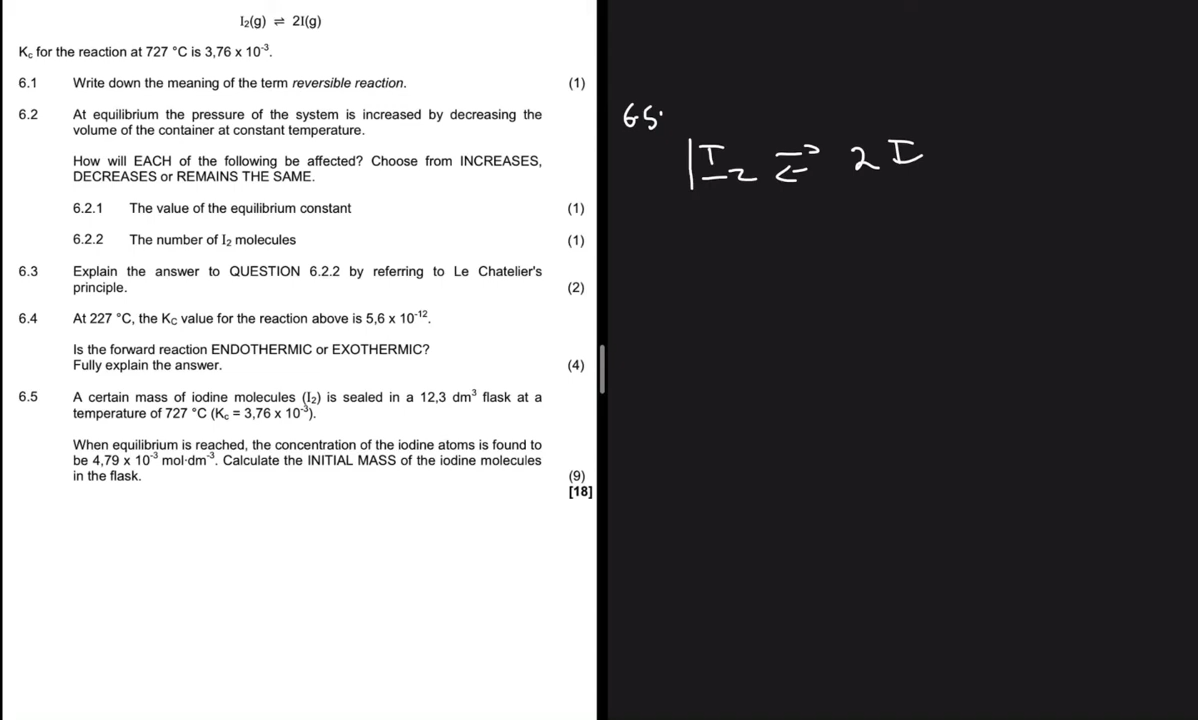 I₂(g) ⇌ 2I(g)
Kc for the reaction at 727 °C is 3,76 x 10⁻³.
6.1 Write down the meaning of the term reversible reaction. (1)
6.2 At equilibrium the pressure of the system is increased by decreasing the
volume of the container at constant temperature.
How will EACH of the following be affected? Choose from INCREASES,
DECREASES or REMAINS THE SAME.
6.2.1 The value of the equilibrium constant (1)
6.2.2 The number of I₂ molecules (1)
6.3 Explain the answer to QUESTION 6.2.2 by referring to Le Chatelier's
principle. (2)
6.4 At 227 °C, the KC value for the reaction above is 5,6 x 10⁻¹².
Is the forward reaction ENDOTHERMIC or EXOTHERMIC?
Fully explain the answer. (4)
6.5 A certain mass of iodine molecules (I₂) is sealed in a 12,3 dm³ flask at a
temperature of 727 °C (Kc = 3,76 x 10⁻³).
When equilibrium is reached, the concentration of the iodine atoms is found to
be 4,79 x 10⁻³ mol·dm⁻³. Calculate the INITIAL MASS of the iodine molecules
in the flask. (9)
[18]
6.5.
| I₂ ⇌ 2 I